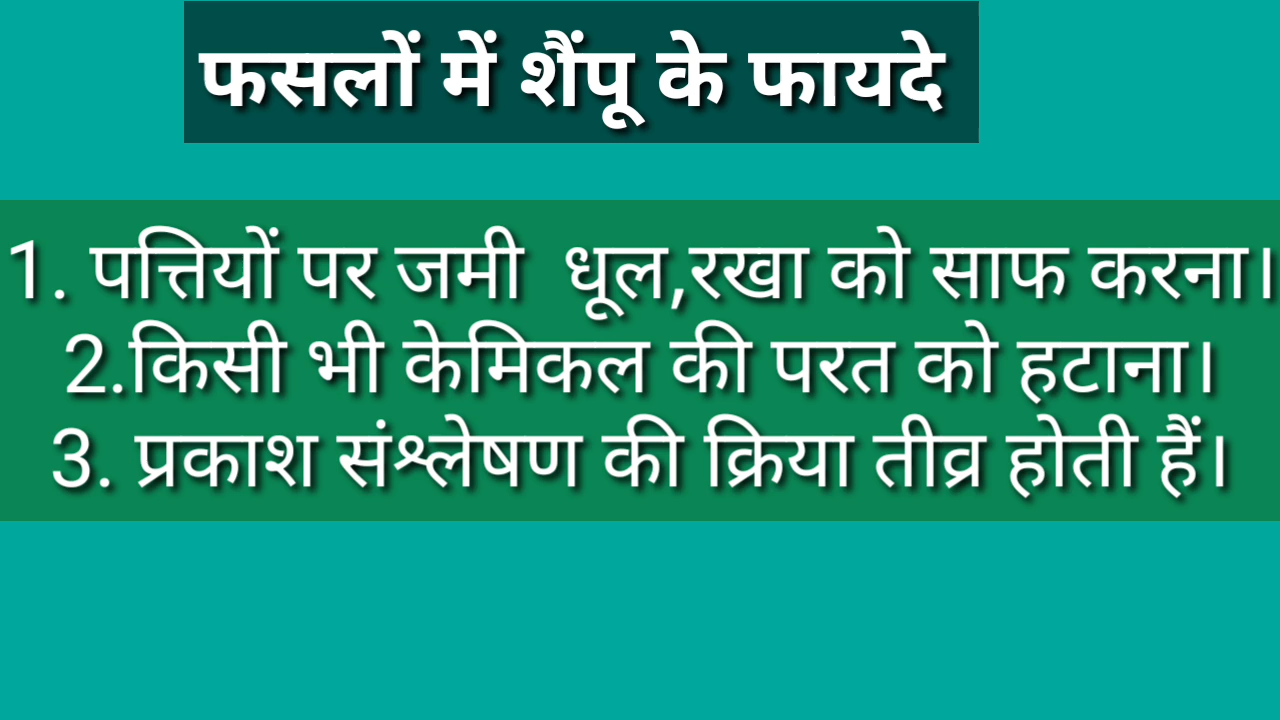 फसलों में शैंपू के फायदे
1. पत्तियों पर जमी धूल,रखा को साफ करना।
2.किसी भी केमिकल की परत को हटाना।
3. प्रकाश संश्लेषण की क्रिया तीव्र होती हैं।